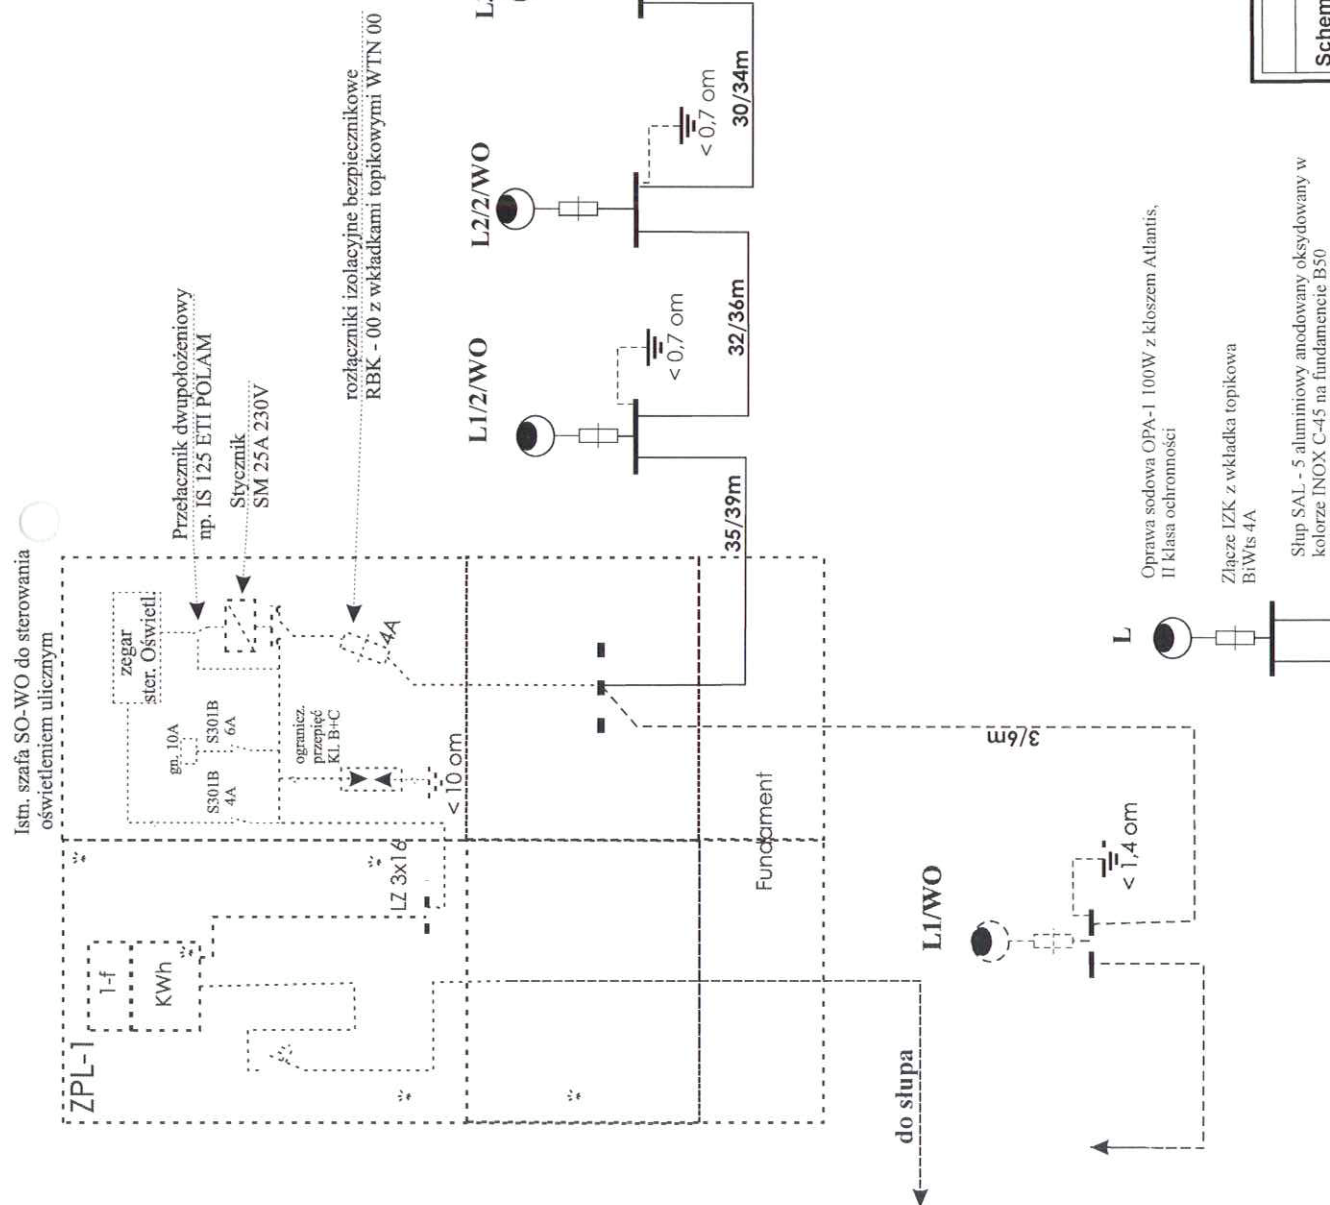 Istn. szafa SO-WO do sterowania
oświetleniem ulicznym
Przełacznik dwupołożeniowy
np. IS 125 ETI POLAM
Stycznik
SM 25A 230V
rozłaczniki izolacyjne bezpiecznikowe
RBK - 00 z wkładkami topikowymi WTN 00
ZPL-1
1-f
KWh
LZ 3x16
zegar
ster. Oświetl.
gn. 10A
S301B
6A
S301B
4A
ogranicz.
przepięć
Kl. B+C
< 10 om
4A
Fundament
35/39m
L1/2/WO
< 0,7 om
32/36m
L2/2/WO
< 0,7 om
30/34m
3/6m
do słupa
L1/WO
< 1,4 om
L
Oprawa sodowa OPA-1 100W z kloszem Atlantis,
II klasa ochronności
Złącze IZK z wkładka topikowa
BiWts 4A
Słup SAL - 5 aluminiowy anodowany oksydowany w
kolorze INOX C-45 na fundamencie B50
Schem